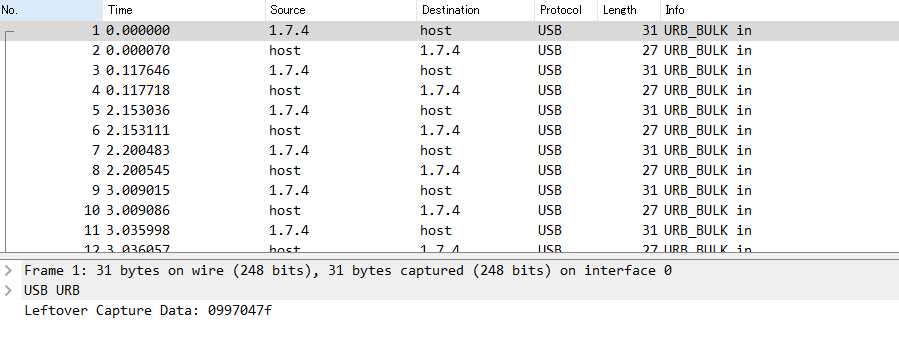 No. Time Source Destination Protocol Length Info
1 0.000000 1.7.4 host USB 31 URB_BULK in
2 0.000070 host 1.7.4 USB 27 URB_BULK in
3 0.117646 1.7.4 host USB 31 URB_BULK in
4 0.117718 host 1.7.4 USB 27 URB_BULK in
5 2.153036 1.7.4 host USB 31 URB_BULK in
6 2.153111 host 1.7.4 USB 27 URB_BULK in
7 2.200483 1.7.4 host USB 31 URB_BULK in
8 2.200545 host 1.7.4 USB 27 URB_BULK in
9 3.009015 1.7.4 host USB 31 URB_BULK in
10 3.009086 host 1.7.4 USB 27 URB_BULK in
11 3.035998 1.7.4 host USB 31 URB_BULK in
12 3.036057 host 1.7.4 USB 27 URB_BULK in
Frame 1: 31 bytes on wire (248 bits), 31 bytes captured (248 bits) on interface 0
USB URB
Leftover Capture Data: 0997047f